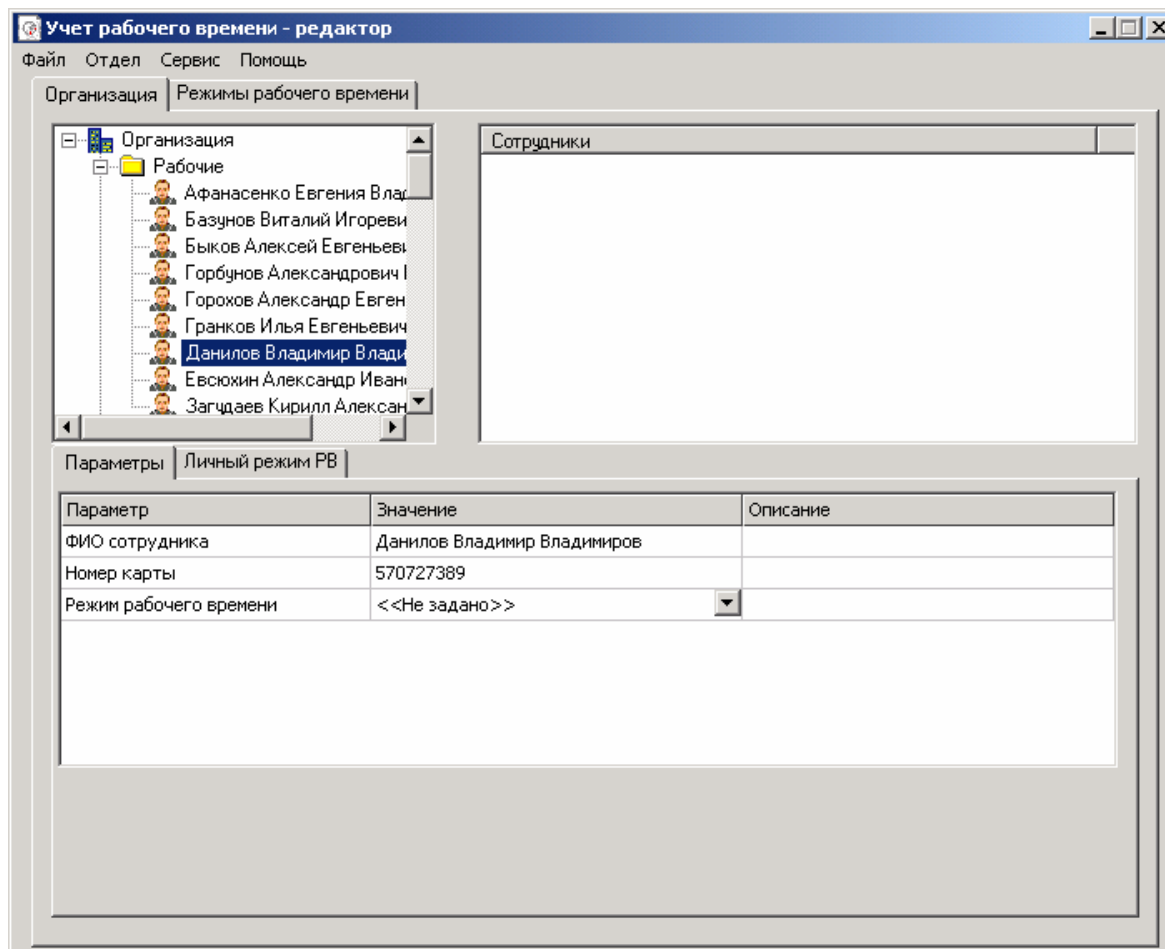 Учет рабочего времени - редактор
Файл Отдел Сервис Помощь
Организация Режимы рабочего времени
Организация
Рабочие
Афанасенко Евгения Влад
Базунов Виталий Игореви
Быков Алексей Евгеньеви
Горбунов Александрович
Горохов Александр Евген
Гранков Илья Евгеньевич
Данилов Владимир Влади
Евсюхин Александр Иван
Загудаев Кирилл Алексан
Сотрудники
Параметры Личный режим РВ
Параметр Значение Описание
ФИО сотрудника Данилов Владимир Владимиров
Номер карты 570727389
Режим рабочего времени <<Не задано>>